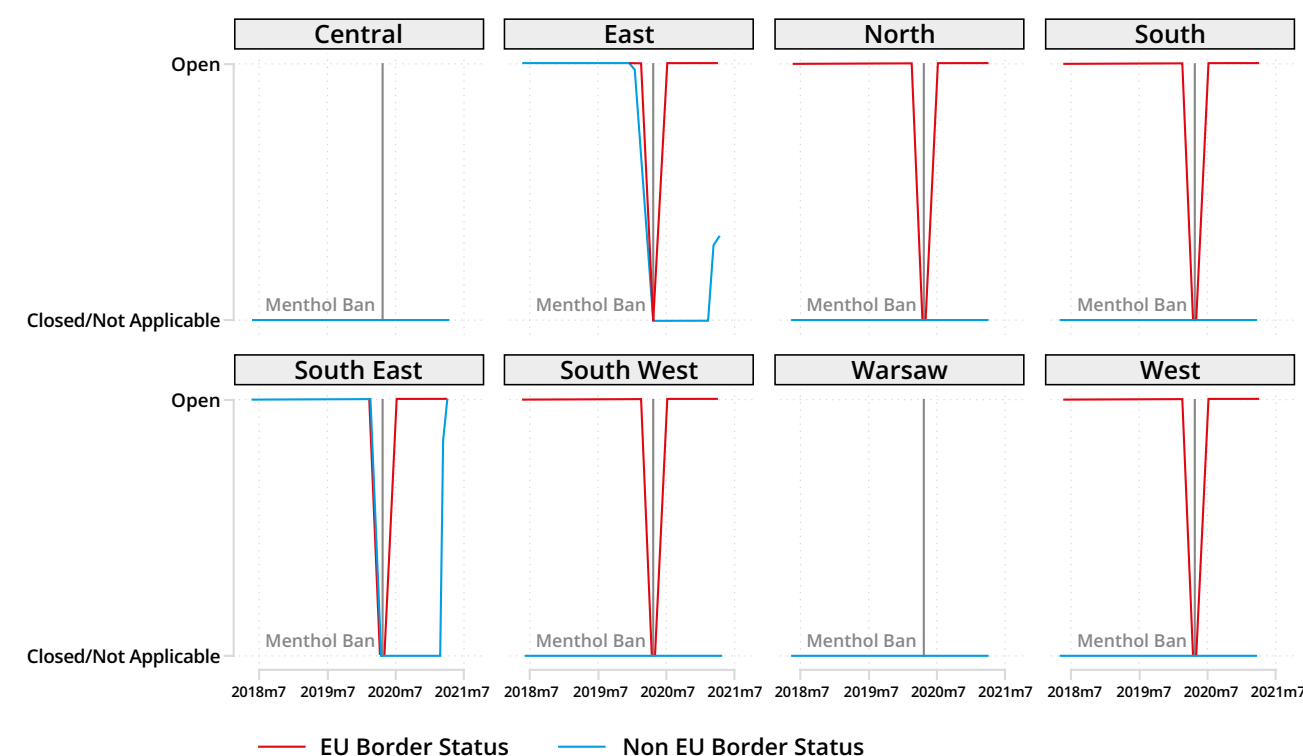 Central East North South
Open
Menthol Ban Menthol Ban Menthol Ban Menthol Ban
Closed/Not Applicable
South East South West Warsaw West
Open
Menthol Ban Menthol Ban Menthol Ban Menthol Ban
Closed/Not Applicable
2018m7 2019m7 2020m7 2021m7 2018m7 2019m7 2020m7 2021m7 2018m7 2019m7 2020m7 2021m7 2018m7 2019m7 2020m7 2021m7
EU Border Status Non EU Border Status